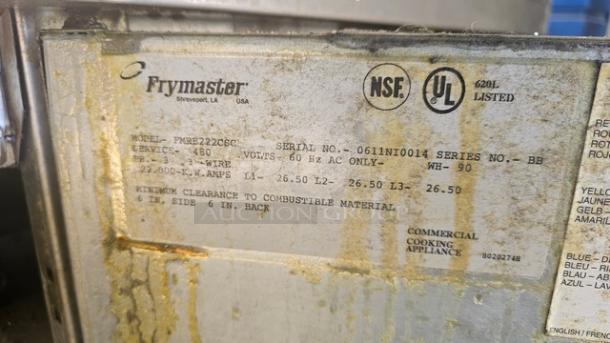 Frymaster
Shreveport, LA USA
NSF
UL
620L
LISTED
MODEL- FMRE222CSC SERIAL NO.- 0611NI0014 SERIES NO.- BB
SERVICE- 480 VOLTS- 60 Hz AC ONLY- WH- 90
PH.- 3 3-WIRE
22.000-K.W.AMPS L1- 26.50 L2- 26.50 L3- 26.50
MINIMUM CLEARANCE TO COMBUSTIBLE MATERIAL
6 IN. SIDE 6 IN. BACK
AUCTION GROUP
COMMERCIAL
COOKING
APPLIANCE
8020274B
YELLO
JAUNE
GELB -
AMARIL
BLUE - D
BLEU - R
BLAU - AB
AZUL - LAV
ENGLISH / FRENC